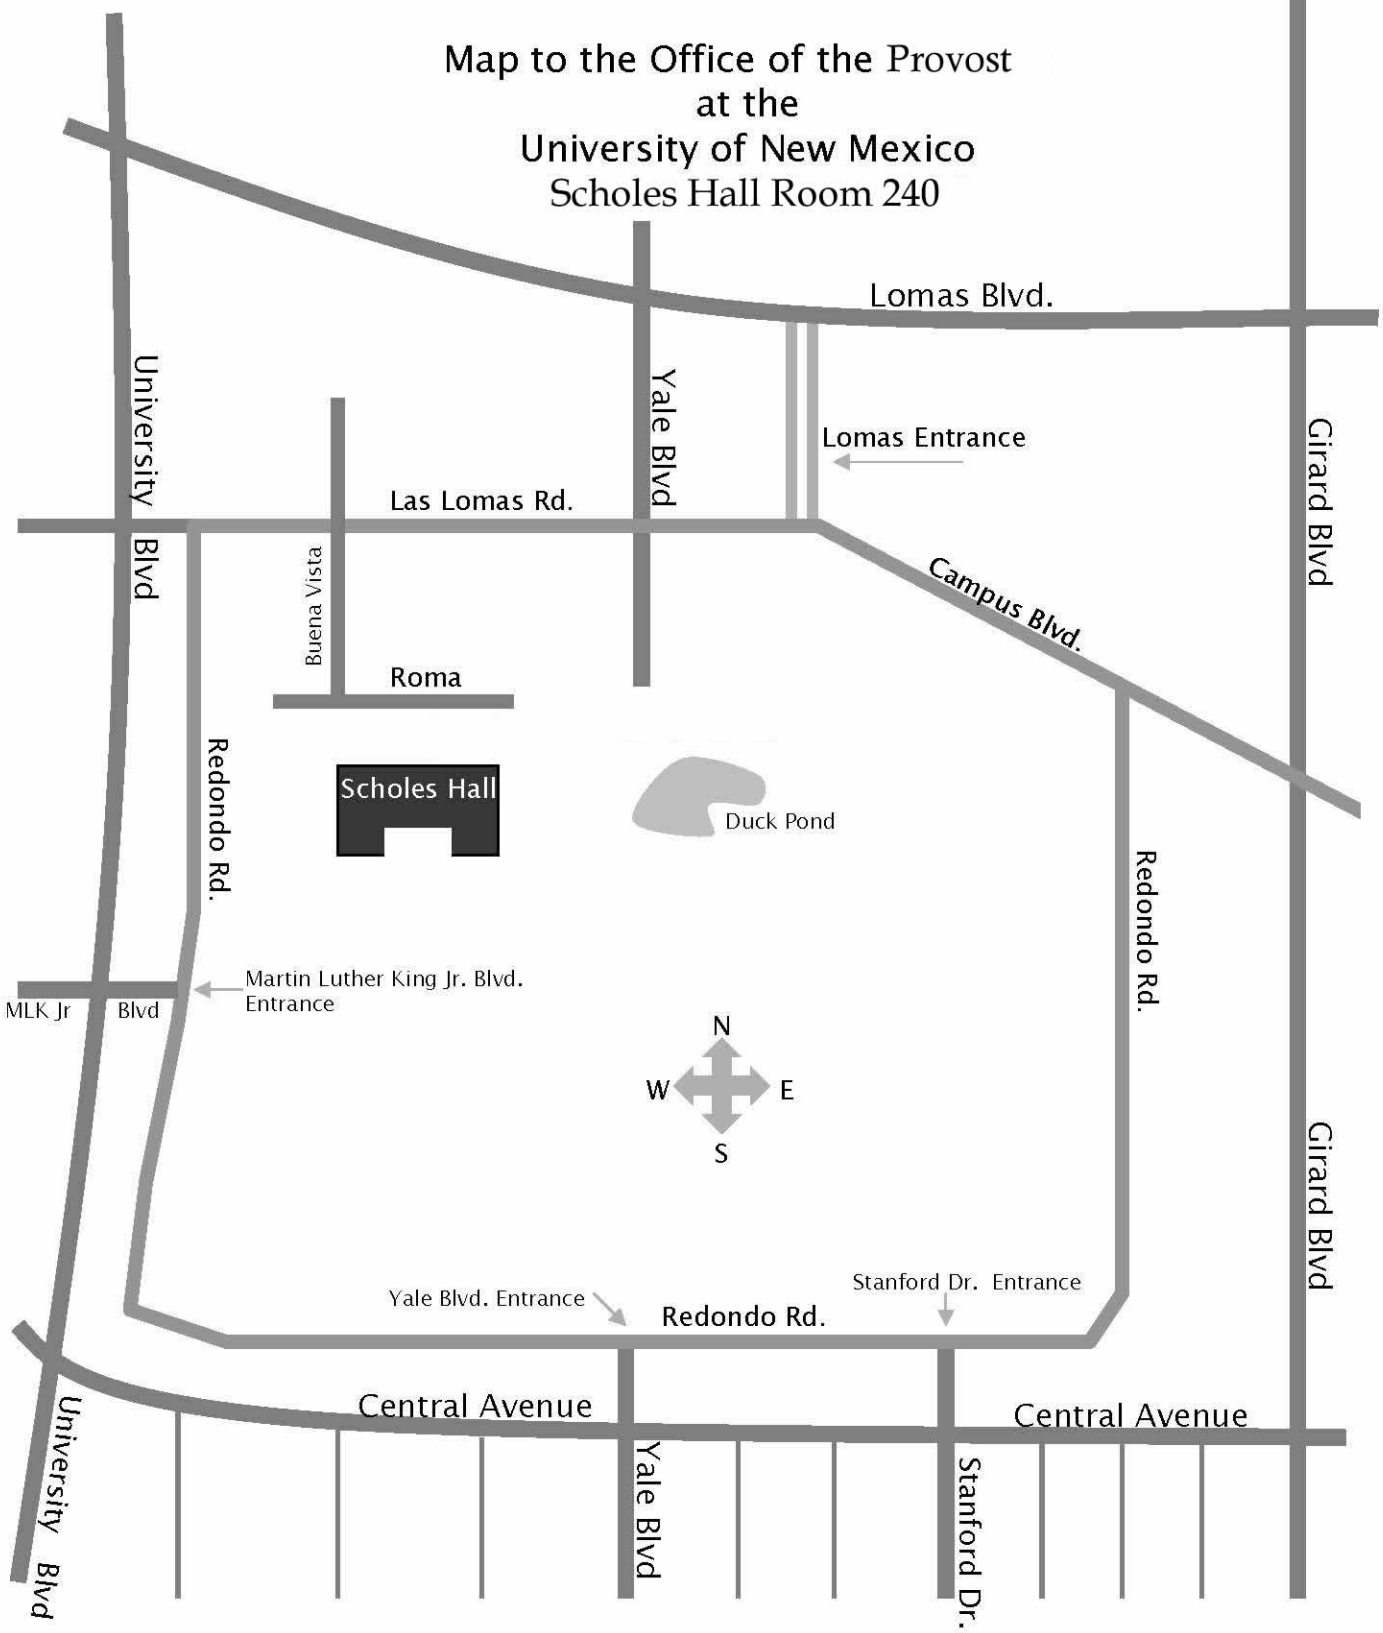 Map to the Office of the Provost
at the
University of New Mexico
Scholes Hall Room 240
Lomas Blvd.
University Blvd
Yale Blvd
Lomas Entrance
Girard Blvd
Las Lomas Rd.
Buena Vista
Campus Blvd.
Roma
Redondo Rd.
Scholes Hall
Duck Pond
Redondo Rd.
Martin Luther King Jr. Blvd.
Entrance
MLK Jr Blvd
N
W E
S
Girard Blvd
Stanford Dr. Entrance
Yale Blvd. Entrance
Redondo Rd.
Central Avenue
Central Avenue
University Blvd
Yale Blvd
Stanford Dr.